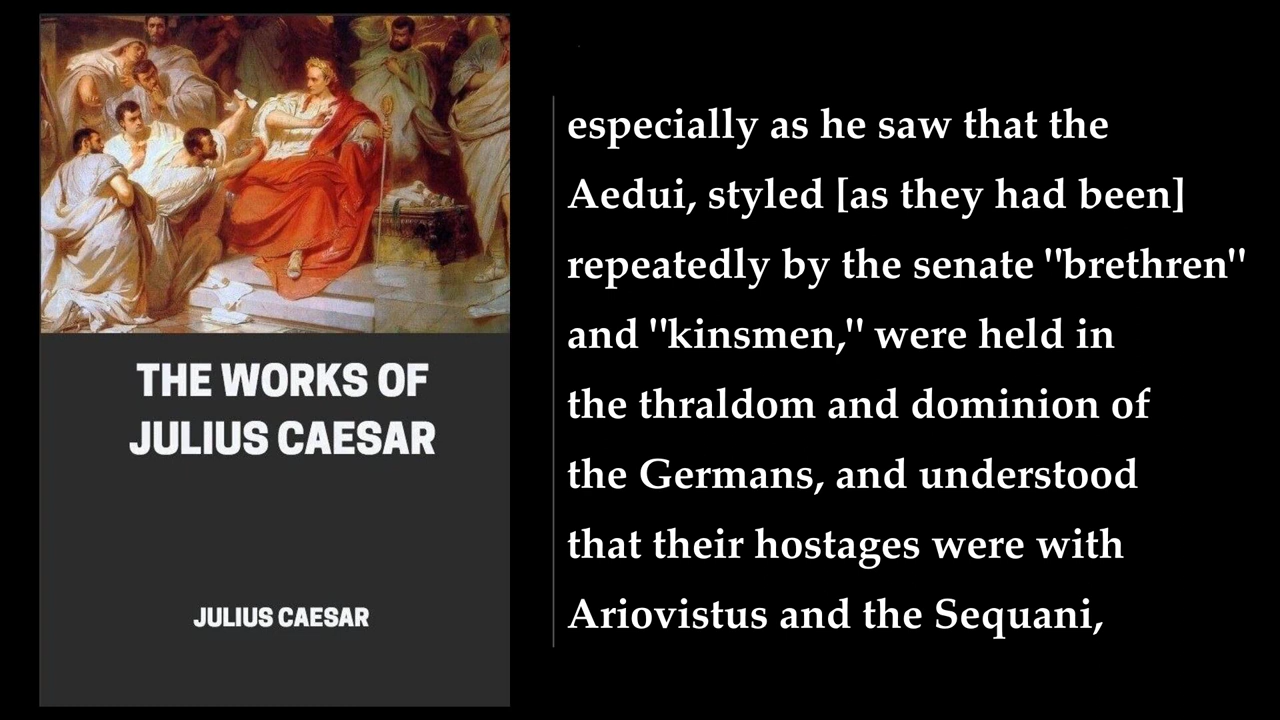 THE WORKS OF
JULIUS CAESAR
JULIUS CAESAR
especially as he saw that the
Aedui, styled [as they had been]
repeatedly by the senate "brethren"
and "kinsmen," were held in
the thraldom and dominion of
the Germans, and understood
that their hostages were with
Ariovistus and the Sequani,